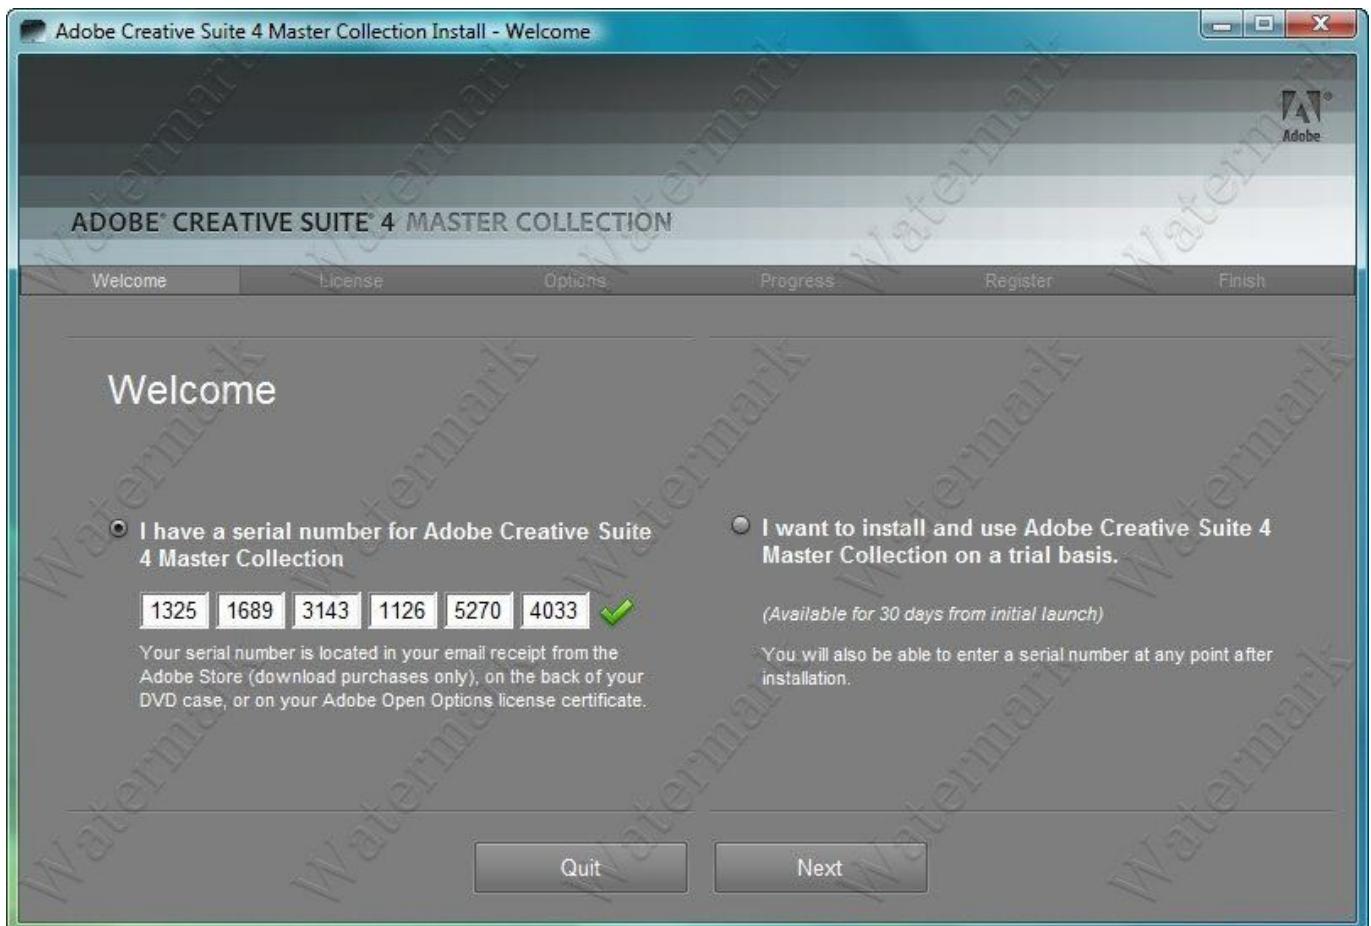 Adobe Creative Suite 4 Master Collection Install - Welcome
Adobe
ADOBE® CREATIVE SUITE® 4 MASTER COLLECTION
Welcome License Options Progress Register Finish
Welcome
I have a serial number for Adobe Creative Suite
4 Master Collection
1325 1689 3143 1126 5270 4033
Your serial number is located in your email receipt from the
Adobe Store (download purchases only), on the back of your
DVD case, or on your Adobe Open Options license certificate.
I want to install and use Adobe Creative Suite 4
Master Collection on a trial basis.
(Available for 30 days from initial launch)
You will also be able to enter a serial number at any point after
installation.
Quit Next
Watermark